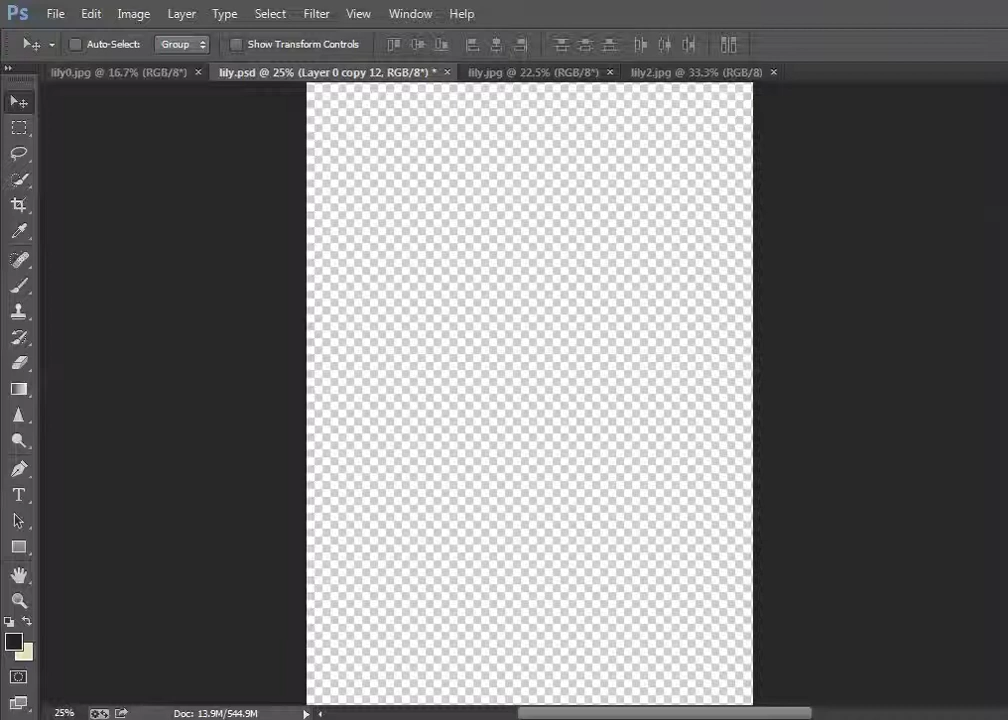 Ps File Edit Image Layer Type Select Filter View Window Help
Auto-Select: Group Show Transform Controls
lily0.jpg @ 16.7% (RGB/8*) × lily.psd @ 25% (Layer 0 copy 12, RGB/8*) * × lily.jpg @ 22.5% (RGB/8*) × lily2.jpg @ 33.3% (RGB/8) ×
T
25% Doc: 13.9M/544.9M